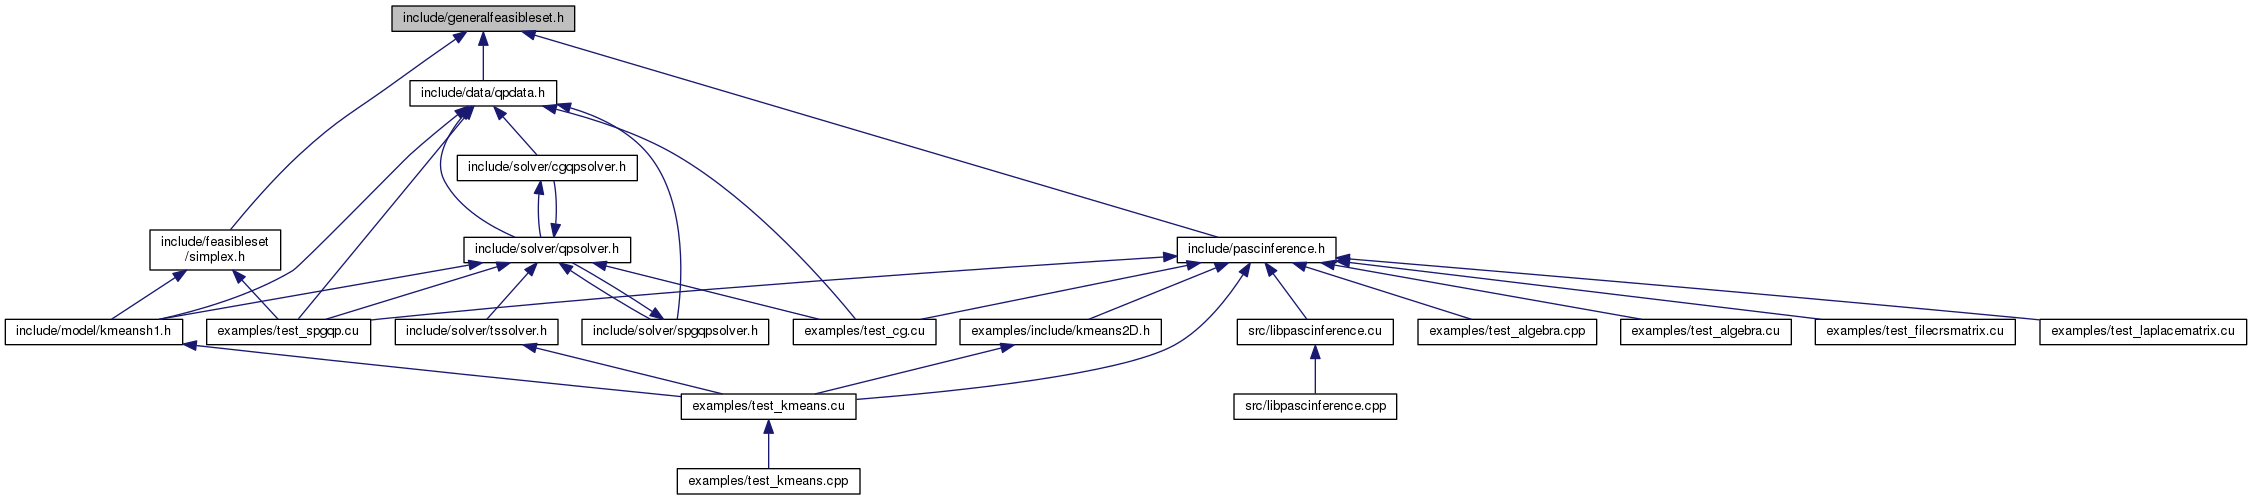 include/generalfeasibleset.h
include/data/qpdata.h
include/solver/cgqpsolver.h
include/feasibleset
/simplex.h
include/solver/qpsolver.h
include/pascinference.h
include/model/kmeansh1.h
examples/test_spgqp.cu
include/solver/tssolver.h
include/solver/spgqpsolver.h
examples/test_cg.cu
examples/include/kmeans2D.h
src/libpascinference.cu
examples/test_algebra.cpp
examples/test_algebra.cu
examples/test_filecrsmatrix.cu
examples/test_laplacematrix.cu
examples/test_kmeans.cu
src/libpascinference.cpp
examples/test_kmeans.cpp